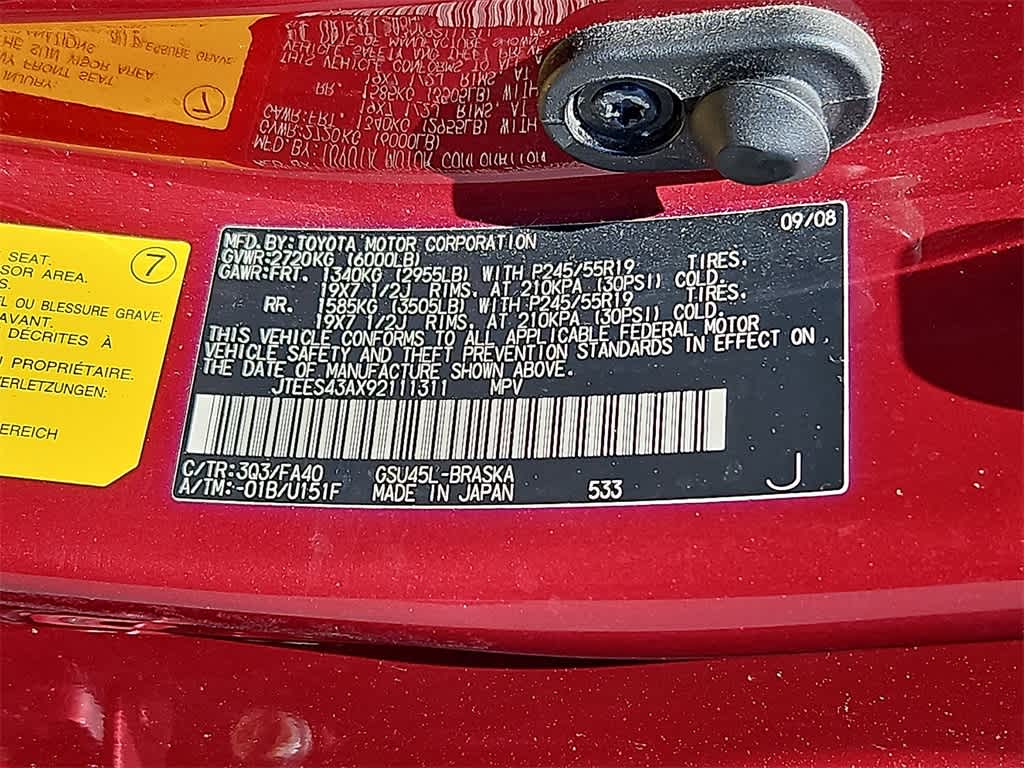 09/08
MFD. BY: TOYOTA MOTOR CORPORATION
GVWR: 2720KG (6000LB)
GAWR: FRT. 1340KG (2955LB) WITH P245/55R19 TIRES.
19X7 1/2J RIMS. AT 210KPA (30PSI) COLD.
RR. 1585KG (3505LB) WITH P245/55R19 TIRES.
19X7 1/2J RIMS. AT 210KPA (30PSI) COLD.
THIS VEHICLE CONFORMS TO ALL APPLICABLE FEDERAL MOTOR
VEHICLE SAFETY AND THEFT PREVENTION STANDARDS IN EFFECT ON
THE DATE OF MANUFACTURE SHOWN ABOVE.
JTEES43AX92111311 MPV
C/TR: 3Q3/FA40 GSU45L-BRASKA
A/TM: -01B/U151F MADE IN JAPAN 533
J
7
SEAT.
SOR AREA.
S.
EL OU BLESSURE GRAVE:
AVANT.
DÉCRITES À
PROPRIÉTAIRE.
VERLETZUNGEN:
BEREICH